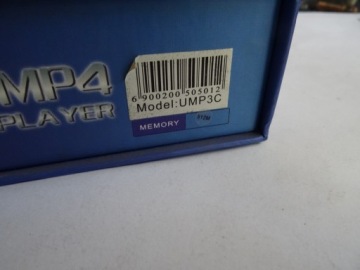 MP4
PLAYER
6 900200 505012
Model:UMP3C
MEMORY